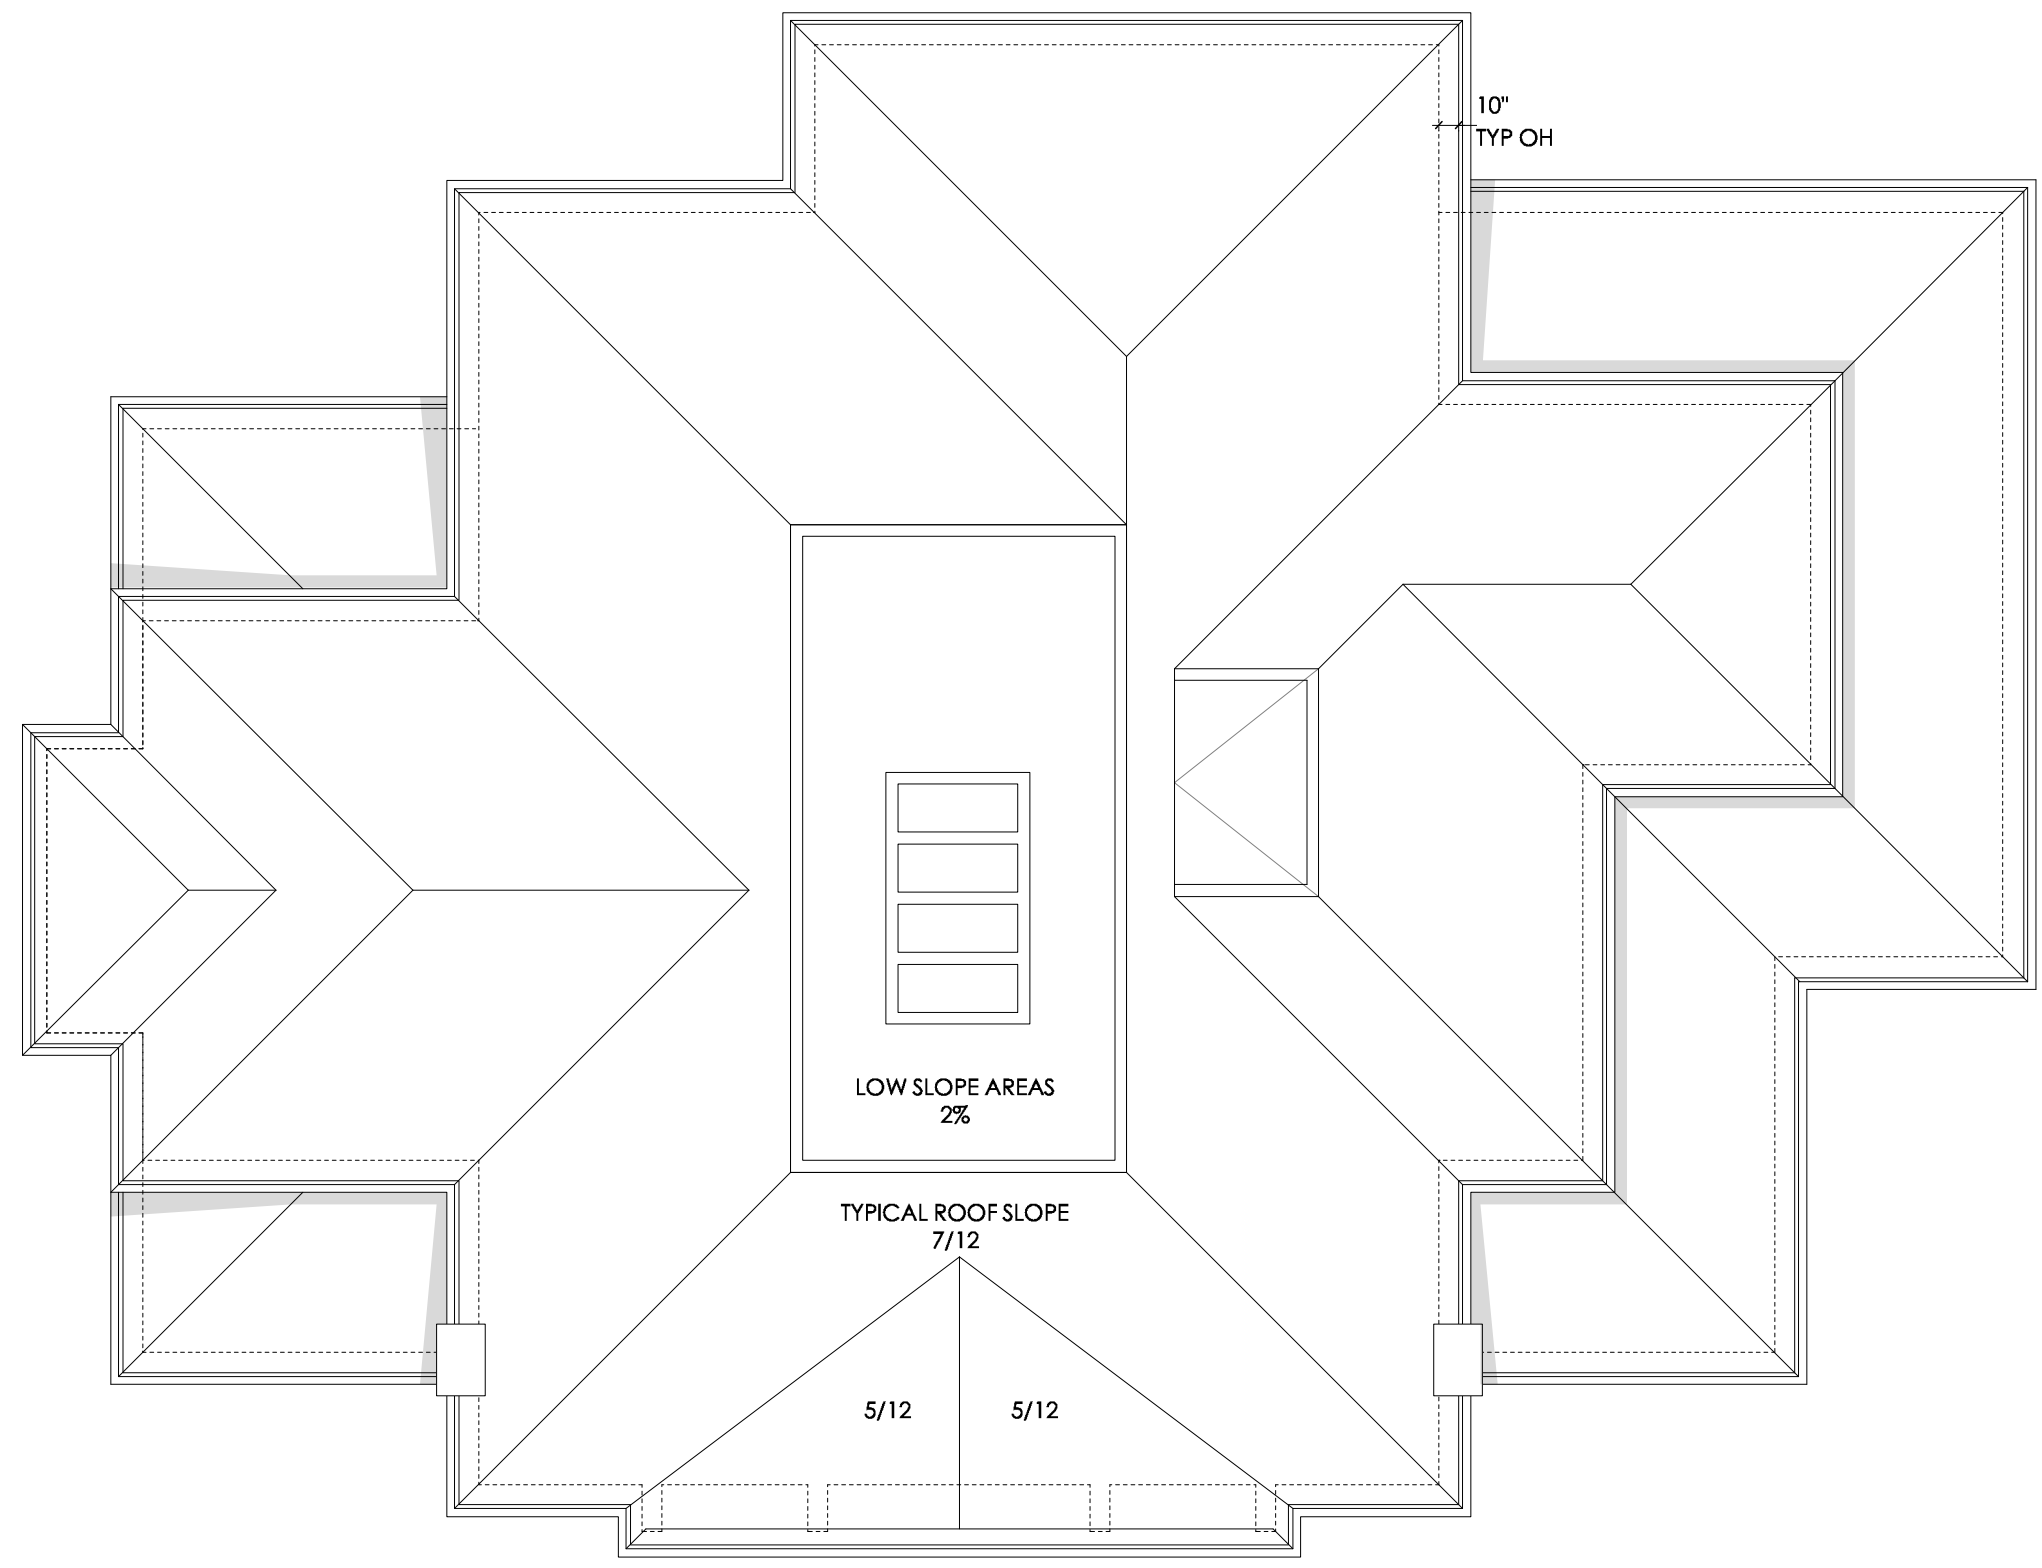 10"
TYP OH
LOW SLOPE AREAS
2%
TYPICAL ROOF SLOPE
7/12
5/12
5/12